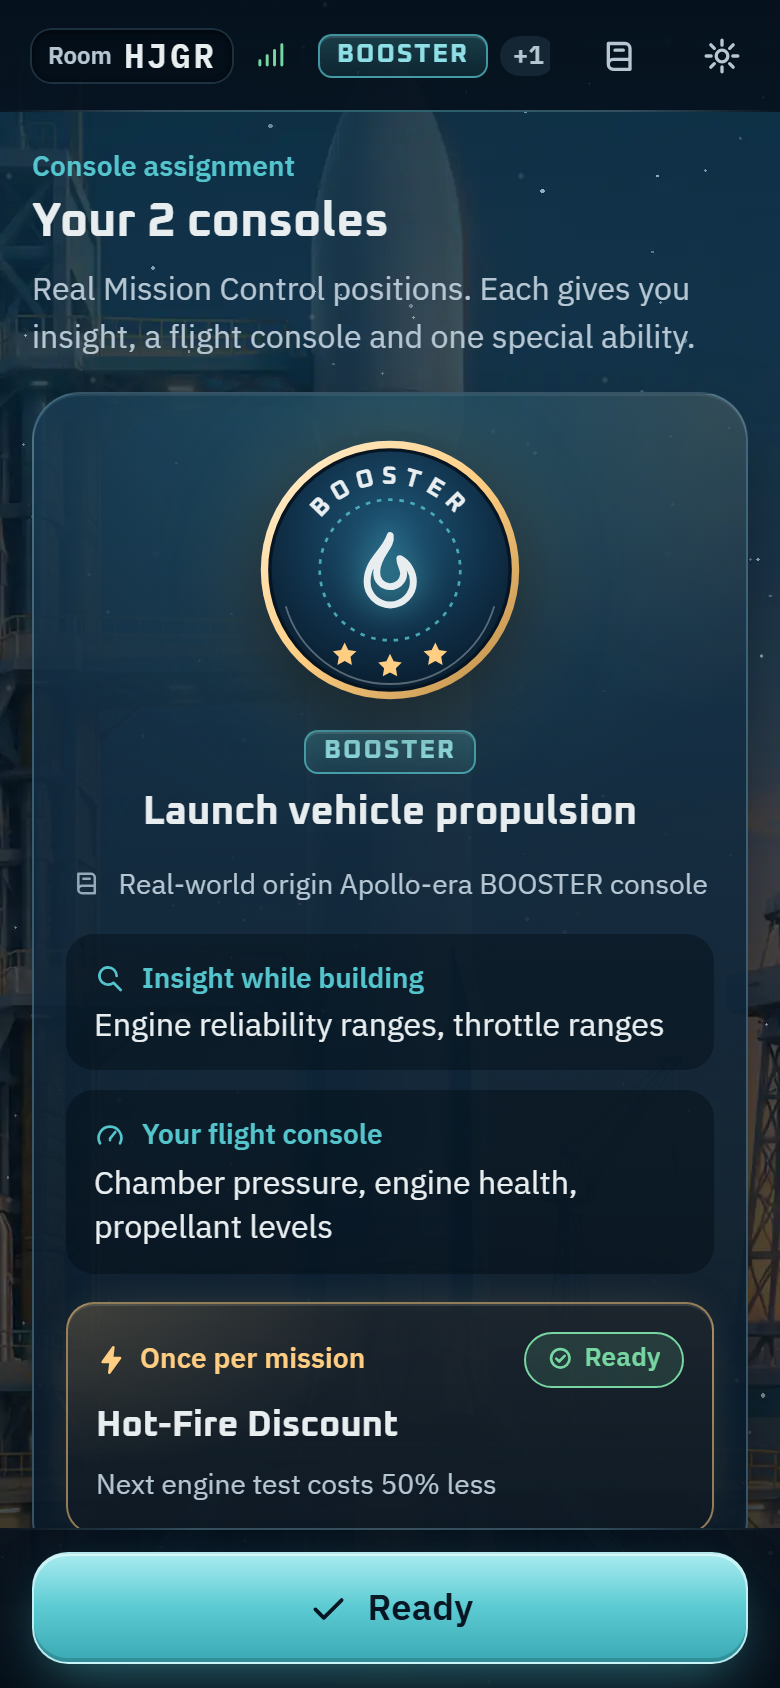 Room HJGR BOOSTER +1
Console assignment
Your 2 consoles
Real Mission Control positions. Each gives you
insight, a flight console and one special ability.
BOOSTER
BOOSTER
Launch vehicle propulsion
Real-world origin Apollo-era BOOSTER console
Insight while building
Engine reliability ranges, throttle ranges
Your flight console
Chamber pressure, engine health,
propellant levels
Once per mission Ready
Hot-Fire Discount
Next engine test costs 50% less
Ready